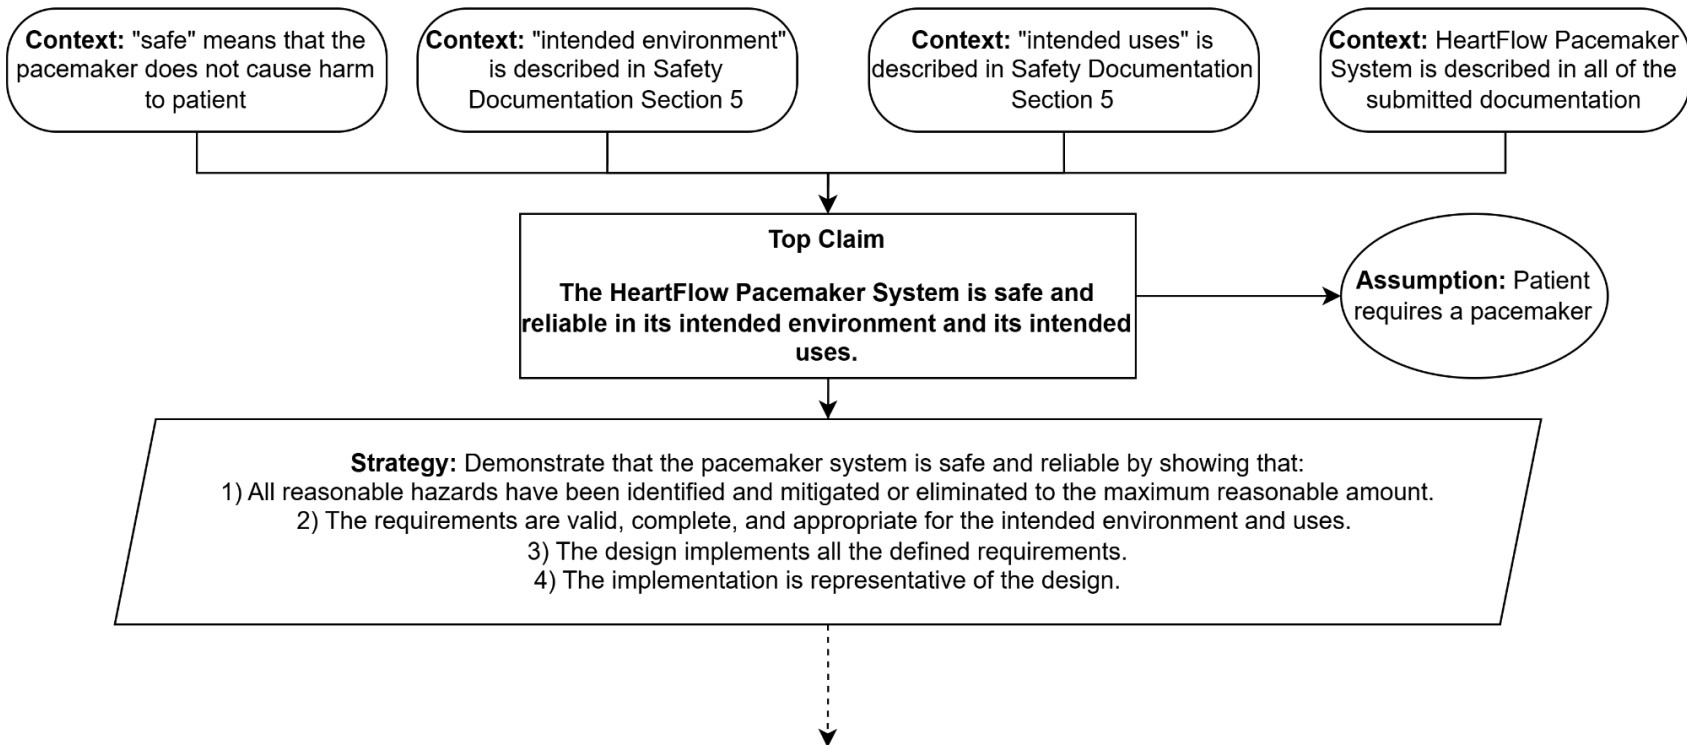 Context: "safe" means that the
pacemaker does not cause harm
to patient
Context: "intended environment"
is described in Safety
Documentation Section 5
Context: "intended uses" is
described in Safety Documentation
Section 5
Context: HeartFlow Pacemaker
System is described in all of the
submitted documentation
Top Claim
The HeartFlow Pacemaker System is safe and
reliable in its intended environment and its intended
uses.
Assumption: Patient
requires a pacemaker
Strategy: Demonstrate that the pacemaker system is safe and reliable by showing that:
1) All reasonable hazards have been identified and mitigated or eliminated to the maximum reasonable amount.
2) The requirements are valid, complete, and appropriate for the intended environment and uses.
3) The design implements all the defined requirements.
4) The implementation is representative of the design.